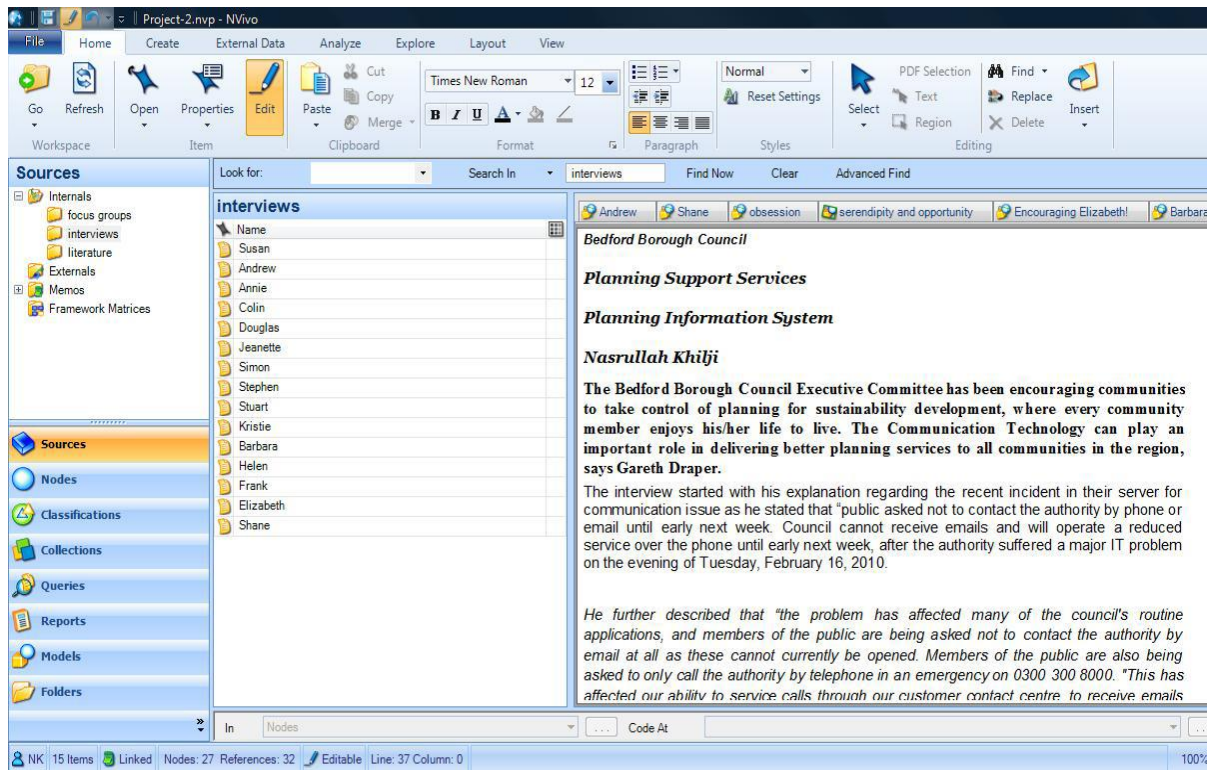 Project-2.nvp - NVivo
File Home Create External Data Analyze Explore Layout View
Go Refresh Open Properties Edit Paste Cut Copy Merge
Times New Roman 12
B I U A
Normal
Reset Settings
Select Selection Text Region
Find Replace Delete Insert
Workspace Item Clipboard Format Paragraph Styles Editing
Sources
Look for: Search In interviews Find Now Clear Advanced Find
Internals
focus groups
interviews
literature
Externals
Memos
Framework Matrices
Sources
Nodes
Classifications
Collections
Queries
Reports
Models
Folders
interviews
Name
Susan
Andrew
Annie
Colin
Douglas
Jeanette
Simon
Stephen
Stuart
Kristie
Barbara
Helen
Frank
Elizabeth
Shane
Andrew Shane obsession serendipity and opportunity Encouraging Elizabeth! Barbara
Bedford Borough Council
Planning Support Services
Planning Information System
Nasrullah Khilji
The Bedford Borough Council Executive Committee has been encouraging communities
to take control of planning for sustainability development, where every community
member enjoys his/her life to live. The Communication Technology can play an
important role in delivering better planning services to all communities in the region,
says Gareth Draper.
The interview started with his explanation regarding the recent incident in their server for
communication issue as he stated that “public asked not to contact the authority by phone or
email until early next week. Council cannot receive emails and will operate a reduced
service over the phone until early next week, after the authority suffered a major IT problem
on the evening of Tuesday, February 16, 2010.
He further described that “the problem has affected many of the council's routine
applications, and members of the public are being asked not to contact the authority by
email at all as these cannot currently be opened. Members of the public are also being
asked to only call the authority by telephone in an emergency on 0300 300 8000. "This has
affected our ability to service calls through our customer contact centre, to receive emails
In Nodes ... Code At
NK 15 Items Linked Nodes: 27 References: 32 Editable Line: 37 Column: 0 100%